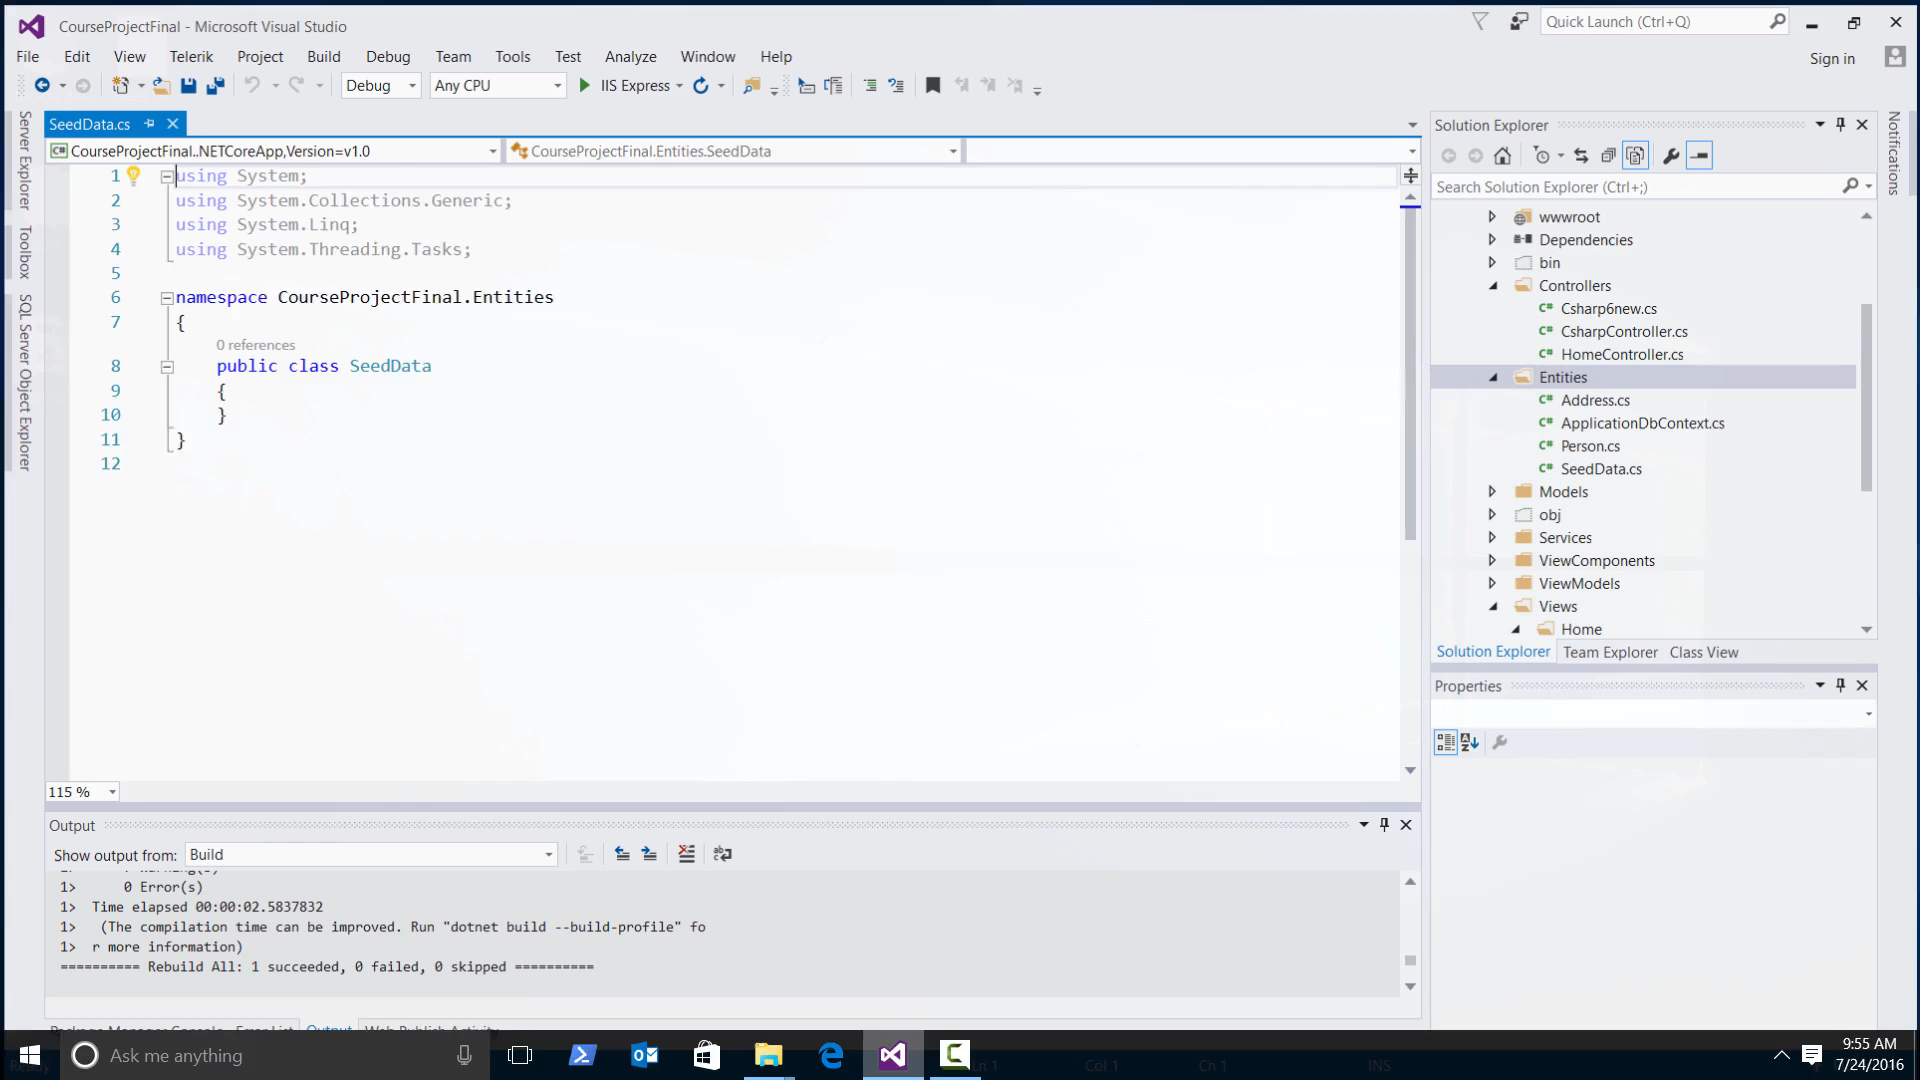 CourseProjectFinal - Microsoft Visual Studio
Quick Launch (Ctrl+Q)
File Edit View Telerik Project Build Debug Team Tools Test Analyze Window Help
Sign in
Debug Any CPU IIS Express
SeedData.cs
CourseProjectFinal..NETCoreApp,Version=v1.0
CourseProjectFinal.Entities.SeedData
Server Explorer
Toolbox
SQL Server Object Explorer
1 using System;
2 using System.Collections.Generic;
3 using System.Linq;
4 using System.Threading.Tasks;
5
6 namespace CourseProjectFinal.Entities
7 {
0 references
8 public class SeedData
9 {
10 }
11 }
12
115 %
Output
Show output from: Build
1> 0 Error(s)
1> Time elapsed 00:00:02.5837832
1> (The compilation time can be improved. Run "dotnet build --build-profile" fo
1> r more information)
========== Rebuild All: 1 succeeded, 0 failed, 0 skipped ==========
Solution Explorer
Search Solution Explorer (Ctrl+;)
wwwroot
Dependencies
bin
Controllers
C# Csharp6new.cs
C# CsharpController.cs
C# HomeController.cs
Entities
C# Address.cs
C# ApplicationDbContext.cs
C# Person.cs
C# SeedData.cs
Models
obj
Services
ViewComponents
ViewModels
Views
Home
Solution Explorer Team Explorer Class View
Properties
Notifications
Ask me anything
Ln 1 Col 1 Ch 1 INS
9:55 AM
7/24/2016